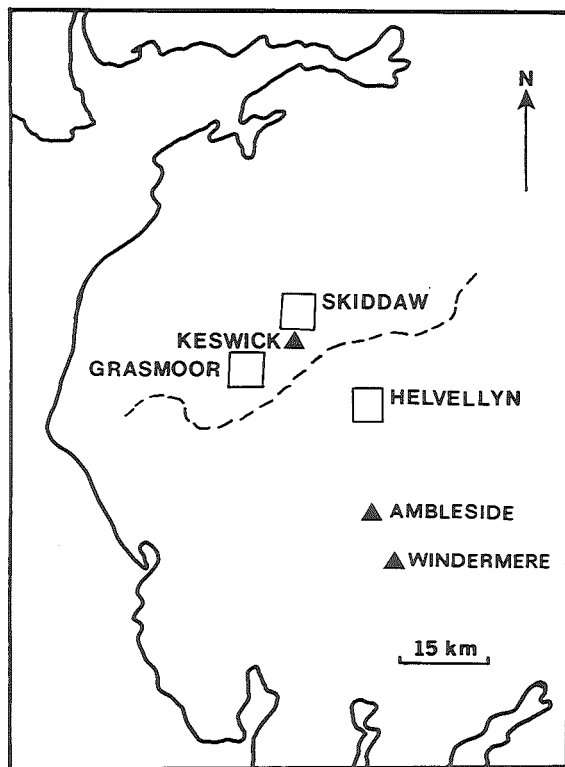 N
SKIDDAW
KESWICK
GRASMOOR
HELVELLYN
AMBLESIDE
WINDERMERE
15 km